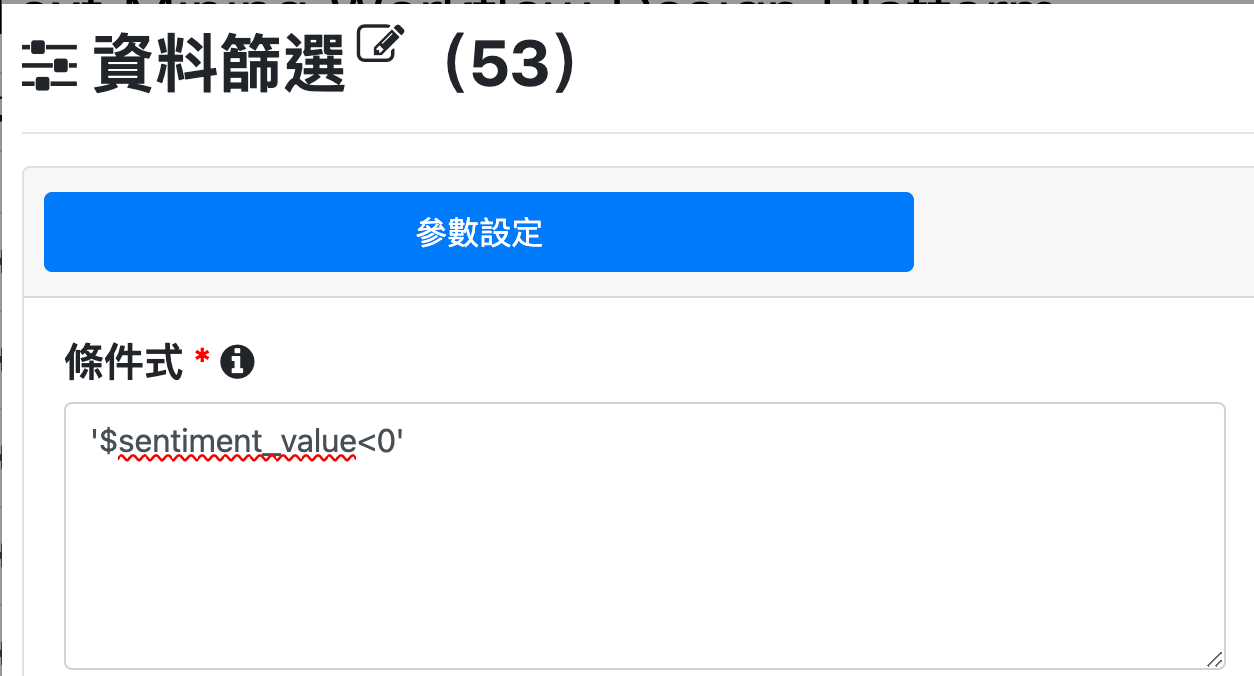 資料篩選 (53)
參數設定
條件式 *
'$sentiment_value<0'